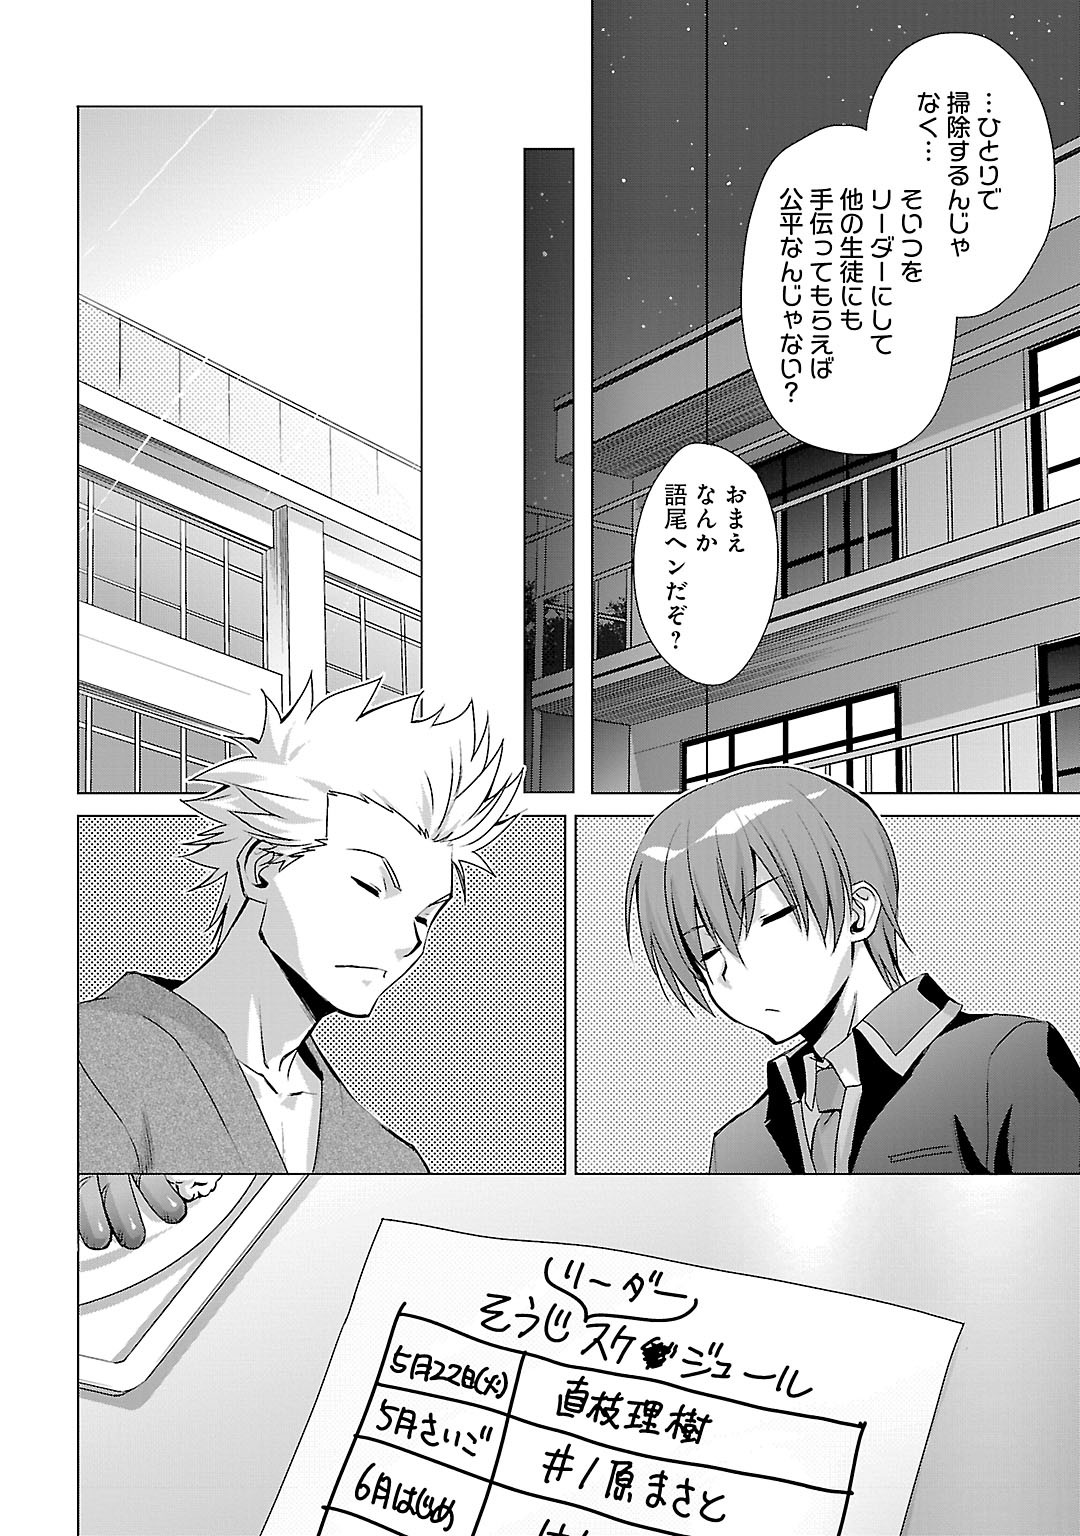 …ひとりで
掃除するんじゃ
なく…
そいつを
リーダーにして
他の生徒にも
手伝ってもらえば
公平なんじゃない？
おまえ
なんか
語尾ヘンだぞ？
リーダー
そうじスケジュール
5月22日(火)
直枝理樹
5月さいご
井ノ原まさと
6月はじめ